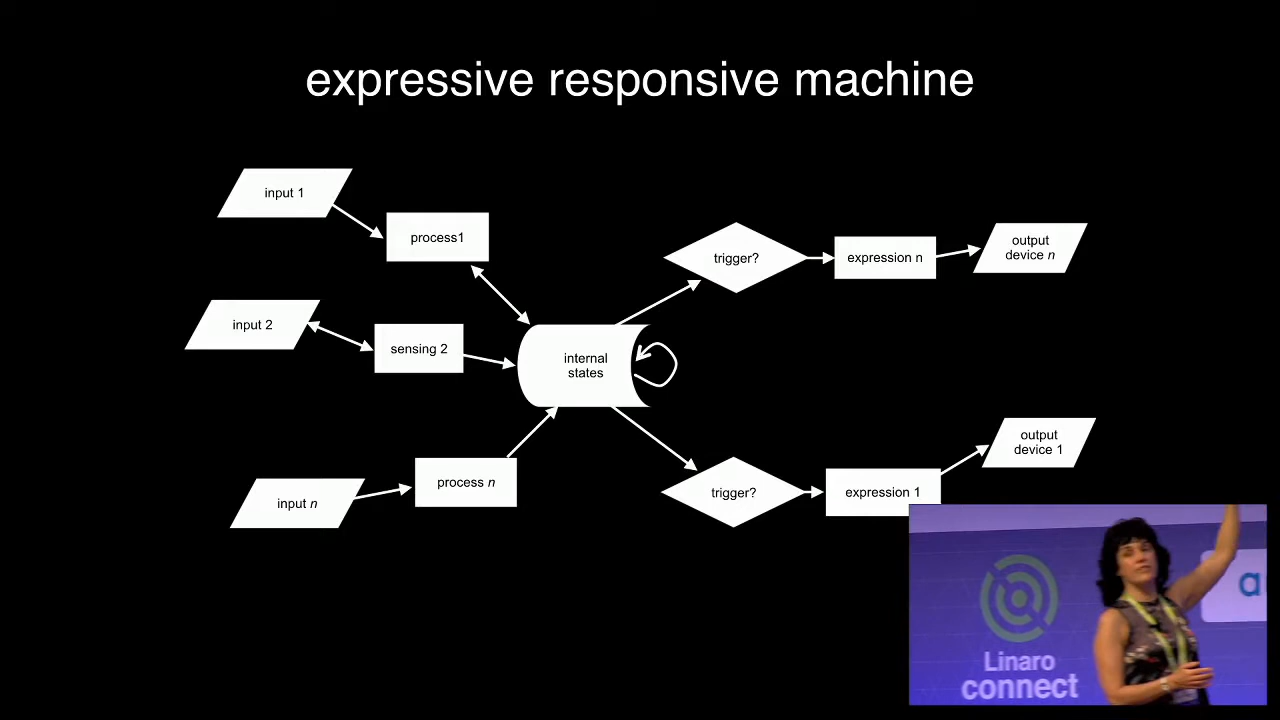 expressive responsive machine
input 1
process1
input 2
sensing 2
input n
process n
internal
states
trigger?
expression n
output
device n
trigger?
expression 1
output
device 1
Linaro
connect
a